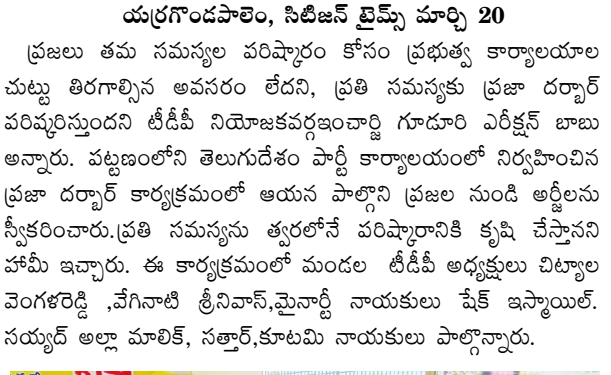 యర్రగొండపాలెం, సిటిజన్ టైమ్స్ మార్చి 20
ప్రజలు తమ సమస్యల పరిష్కారం కోసం ప్రభుత్వ కార్యాలయాల
చుట్టు తిరగాల్సిన అవసరం లేదని, ప్రతి సమస్యకు ప్రజా దర్బార్
పరిష్కరిస్తుందని టీడీపీ నియోజకవర్గఇంచార్జి గూడూరి ఎరీక్షన్ బాబు
అన్నారు. పట్టణంలోని తెలుగుదేశం పార్టీ కార్యాలయంలో నిర్వహించిన
ప్రజా దర్బార్ కార్యక్రమంలో ఆయన పాల్గొని ప్రజల నుండి అర్జీలను
స్వీకరించారు.ప్రతి సమస్యను త్వరలోనే పరిష్కారానికి కృషి చేస్తానని
హామీ ఇచ్చారు. ఈ కార్యక్రమంలో మండల టీడీపీ అధ్యక్షులు చిట్యాల
వెంగళరెడ్డి ,వేగినాటి శ్రీనివాస్,మైనార్టీ నాయకులు షేక్ ఇస్మాయిల్.
సయ్యద్ అల్లా మాలిక్, సత్తార్,కూటమి నాయకులు పాల్గొన్నారు.